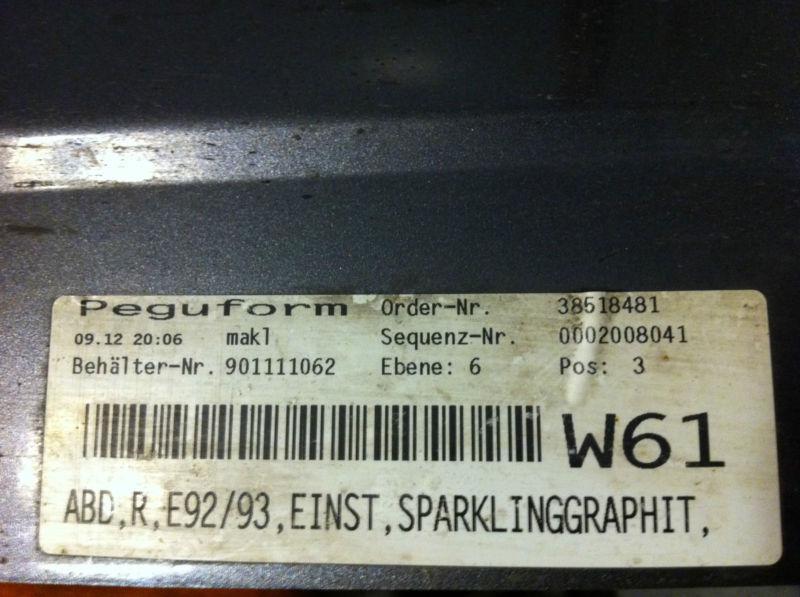 Peguform Order-Nr. 38518481
09.12 20:06 makl Sequenz-Nr. 0002008041
Behälter-Nr. 901111062 Ebene: 6 Pos: 3
W61
ABD,R,E92/93,EINST,SPARKLINGGRAPHIT,